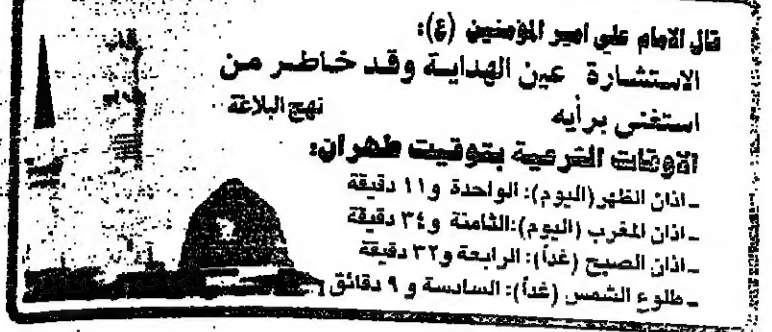 قال الامام علي امير المؤمنين (ع):
الاستشارة عين الهداية وقد خاطر من
استغنى برأيه
نهج البلاغة
الاوقات الشرعية بتوقيت طهران:
ـ اذان الظهر (اليوم): الواحدة و١١ دقيقة
ـ اذان المغرب (اليوم): الثامنة و٣٤ دقيقة
ـ اذان الصبح (غداً): الرابعة و٣٢ دقيقة
ـ طلوع الشمس (غداً): السادسة و ٩ دقائق